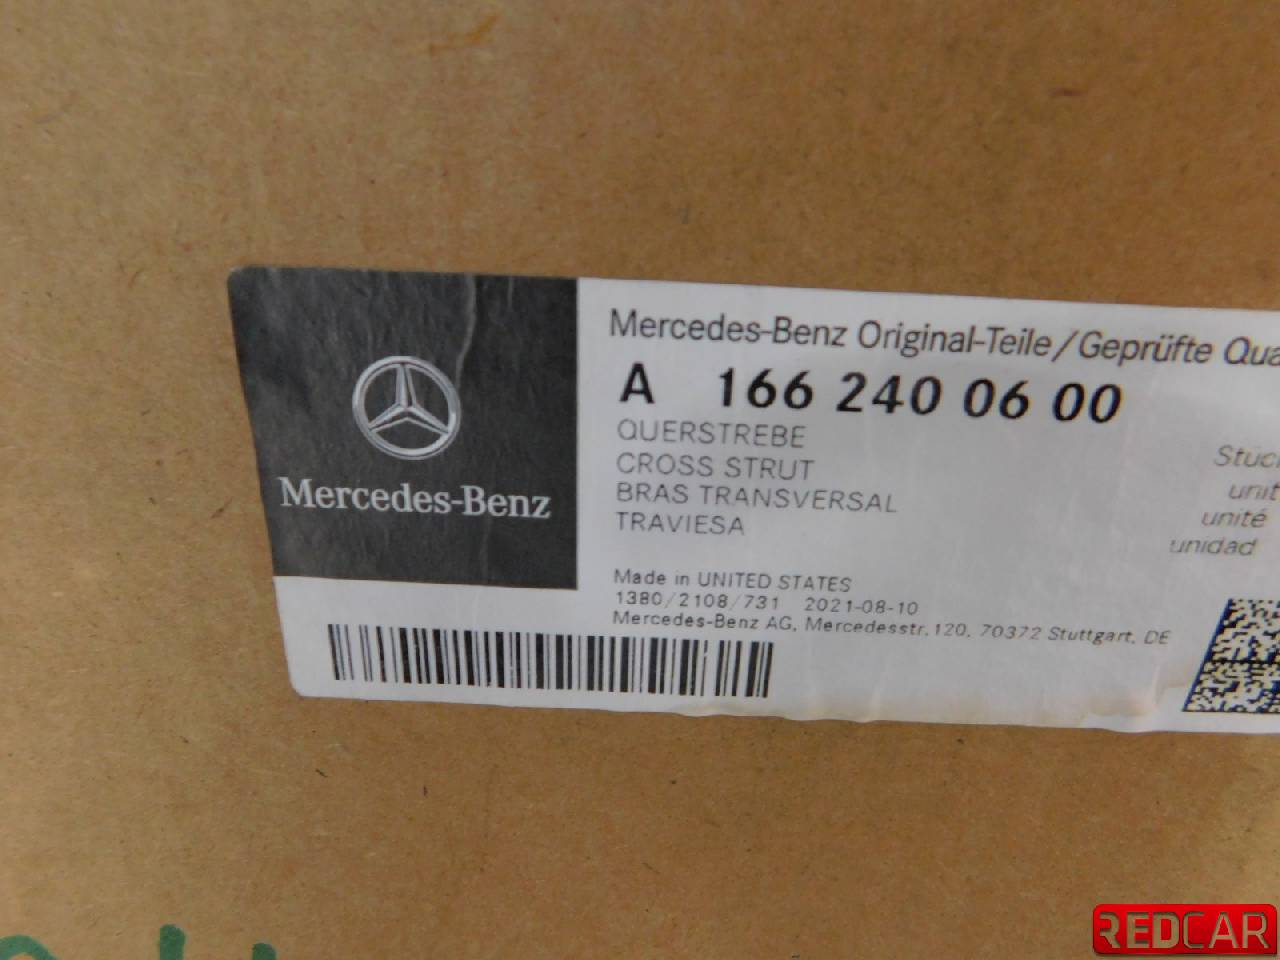 Mercedes-Benz
Mercedes-Benz Original-Teile/Geprüfte
A 166 240 06 00
QUERSTREBE
CROSS STRUT
BRAS TRANSVERSAL
TRAVIESA
unit
unité
unidad
Made in UNITED STATES
1380/2108/731 2021-08-10
Mercedes-Benz AG, Mercedesstr.120, 70372 Stuttgart, DE
REDCAR